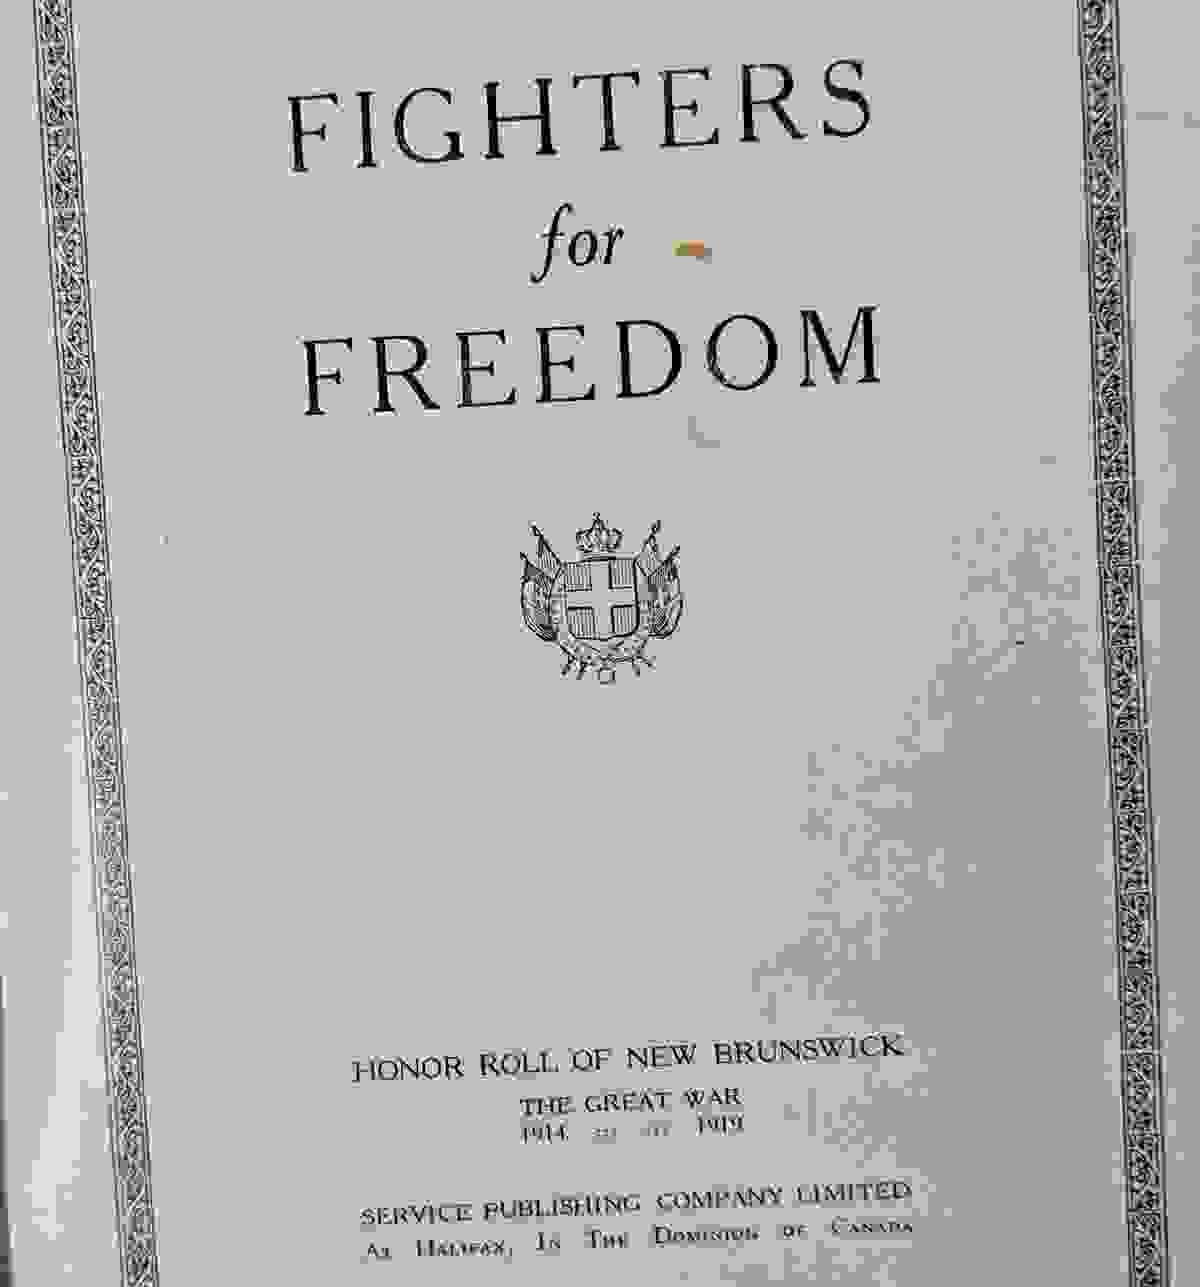 FIGHTERS
for
FREEDOM
HONOR ROLL OF NEW BRUNSWICK
THE GREAT WAR
1914 ::: ::: 1919
SERVICE PUBLISHING COMPANY LIMITED
At Halifax, In The Dominion of Canada